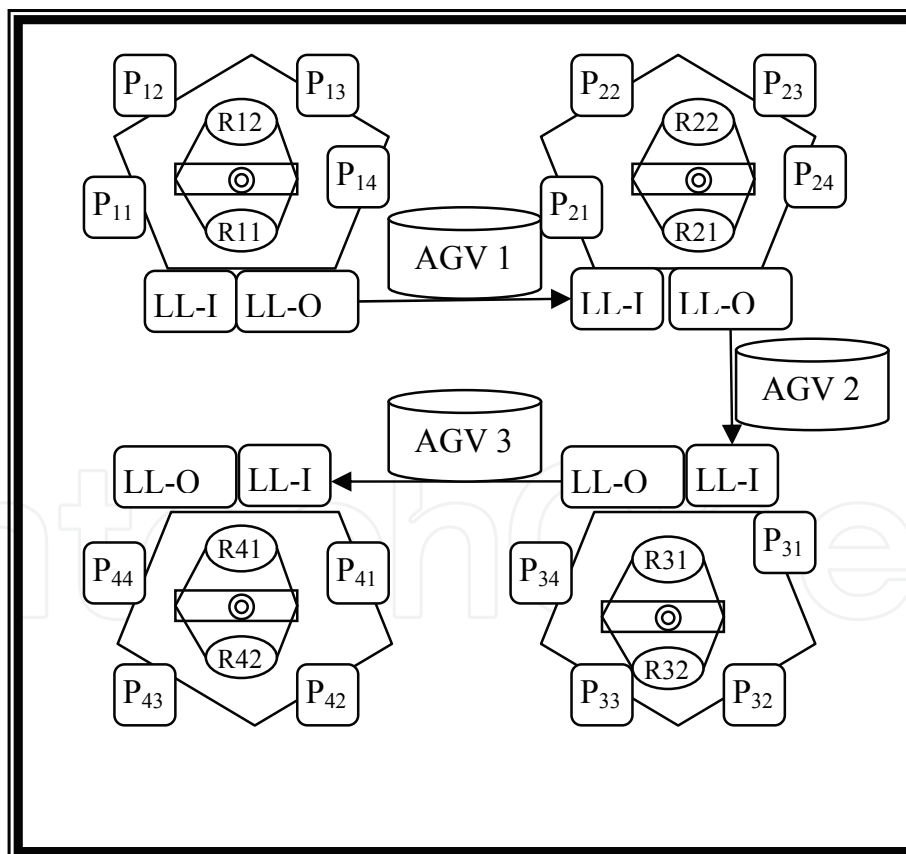 P12 P13 P22 P23
R12 R22
P11 P14 P21 P24
R11 R21
AGV 1
LL-I LL-O LL-I LL-O
AGV 2
AGV 3
LL-O LL-I LL-O LL-I
P44 R41 P41 P34 R31 P31
R42 R32
P43 P42 P33 P32